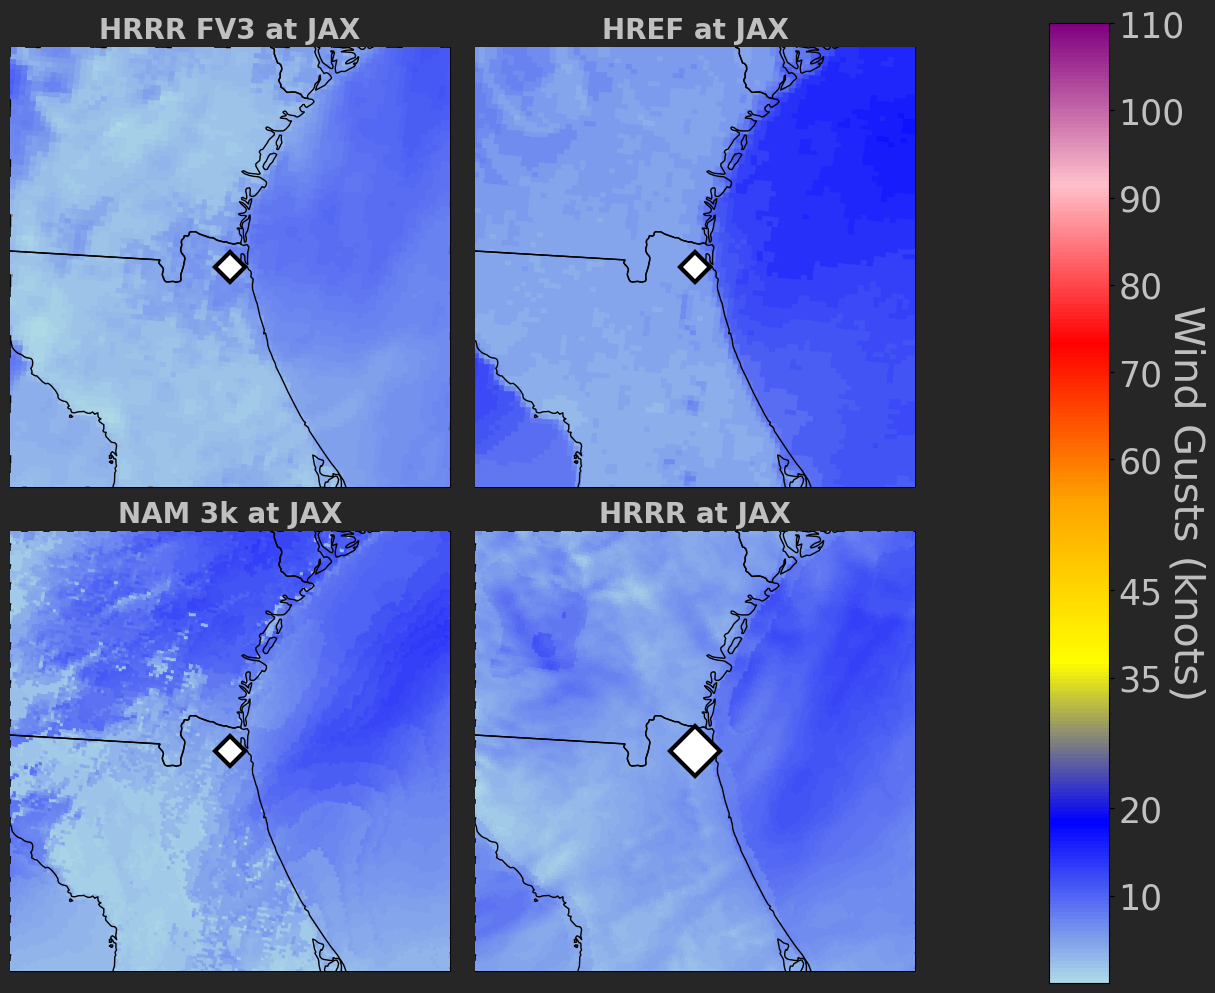 HRRR FV3 at JAX
HREF at JAX
NAM 3k at JAX
HRRR at JAX
110
100
90
80
70
60
45
35
20
10
Wind Gusts (knots)